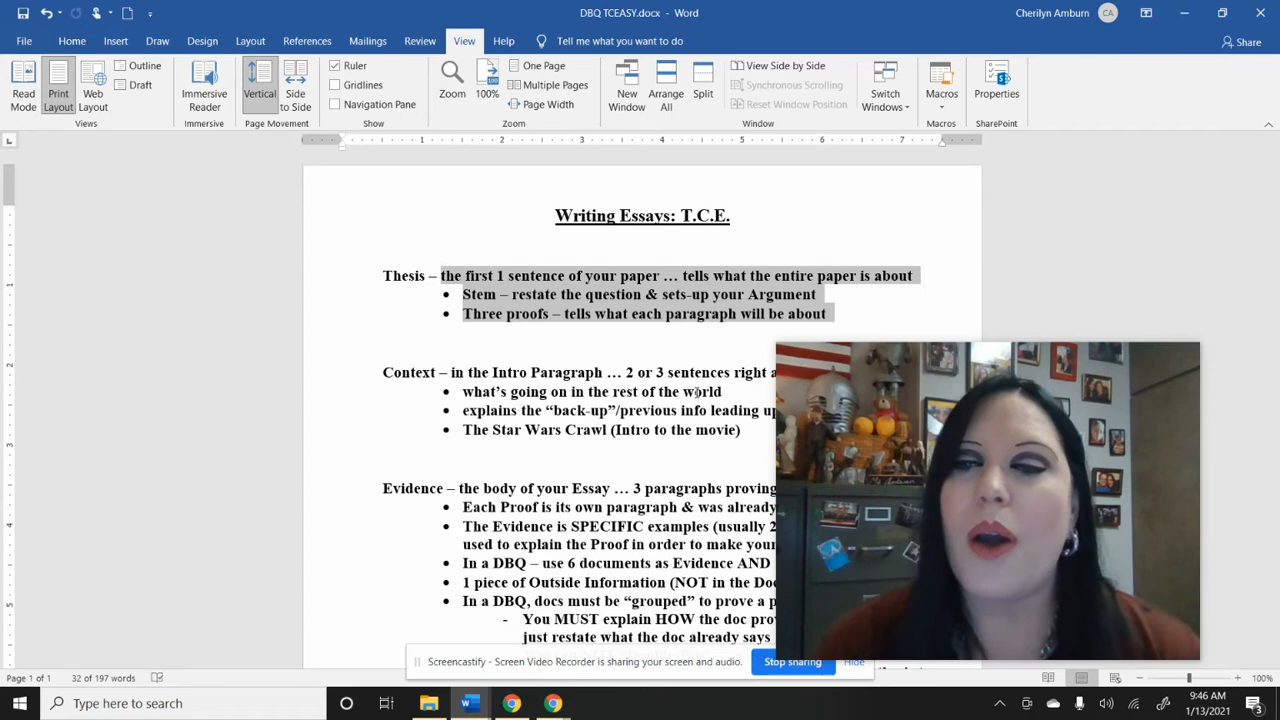 DBQ TCEASY.docx - Word
Cherilyn Amburn CA
File Home Insert Draw Design Layout References Mailings Review View Help Tell me what you want to do Share
Read Mode
Print Layout
Web Layout
Outline
Draft
Views
Immersive Reader
Immersive
Vertical
Side to Side
Page Movement
Ruler
Gridlines
Navigation Pane
Show
Zoom
100%
One Page
Multiple Pages
Page Width
Zoom
New Window
Arrange All
Split
View Side by Side
Synchronous Scrolling
Reset Window Position
Window
Switch Windows
Macros
Macros
Properties
SharePoint
1 2 3 4 5 6 7
Writing Essays: T.C.E.
Thesis – the first 1 sentence of your paper … tells what the entire paper is about
• Stem – restate the question & sets-up your Argument
• Three proofs – tells what each paragraph will be about
Context – in the Intro Paragraph … 2 or 3 sentences right a
• what's going on in the rest of the world
• explains the “back-up”/previous info leading up
• The Star Wars Crawl (Intro to the movie)
Evidence – the body of your Essay … 3 paragraphs proving
• Each Proof is its own paragraph & was already
• The Evidence is SPECIFIC examples (usually 2
used to explain the Proof in order to make your
• In a DBQ – use 6 documents as Evidence AND
• 1 piece of Outside Information (NOT in the Doc
• In a DBQ, docs must be “grouped” to prove a p
- You MUST explain HOW the doc prov
just restate what the doc already says
Screencastify - Screen Video Recorder is sharing your screen and audio. Stop sharing Hide
Page 1 of 1 32 of 197 words 100%
Type here to search
9:46 AM
1/13/2021
3